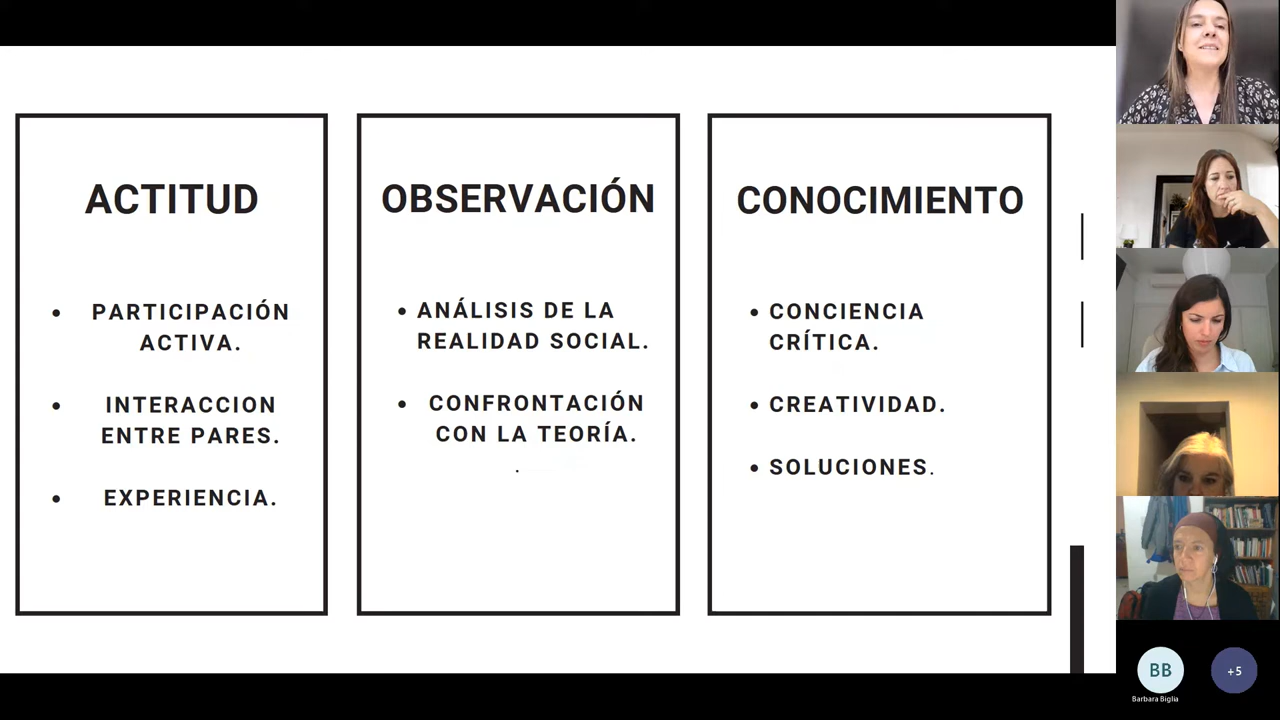 ACTITUD
PARTICIPACIÓN
ACTIVA.
INTERACCION
ENTRE PARES.
EXPERIENCIA.
OBSERVACIÓN
ANÁLISIS DE LA
REALIDAD SOCIAL.
CONFRONTACIÓN
CON LA TEORÍA.
.
CONOCIMIENTO
CONCIENCIA
CRÍTICA.
CREATIVIDAD.
SOLUCIONES.
BB
Barbara Biglia
+5